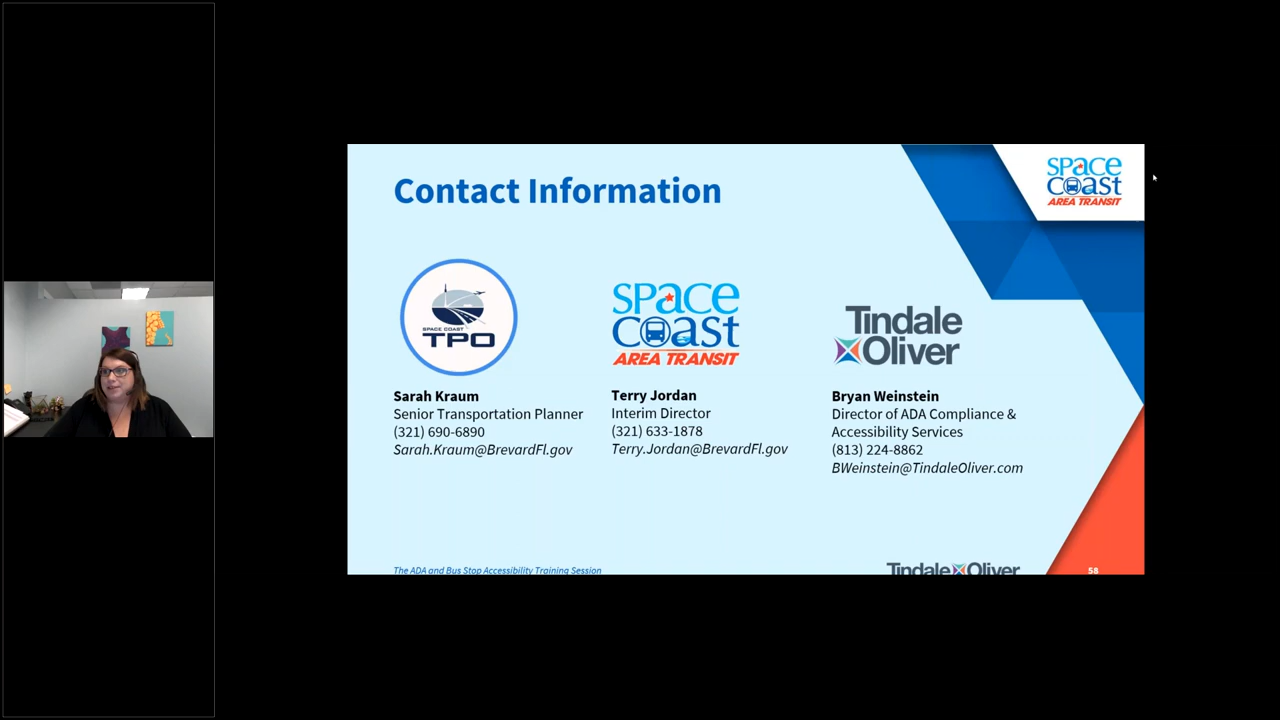 Contact Information
space
coast
AREA TRANSIT
SPACE COAST
TPO
space
coast
AREA TRANSIT
Tindale
Oliver
Sarah Kraum
Senior Transportation Planner
(321) 690-6890
Sarah.Kraum@BrevardFl.gov
Terry Jordan
Interim Director
(321) 633-1878
Terry.Jordan@BrevardFl.gov
Bryan Weinstein
Director of ADA Compliance &
Accessibility Services
(813) 224-8862
BWeinstein@TindaleOliver.com
The ADA and Bus Stop Accessibility Training Session
Tindale Oliver
58